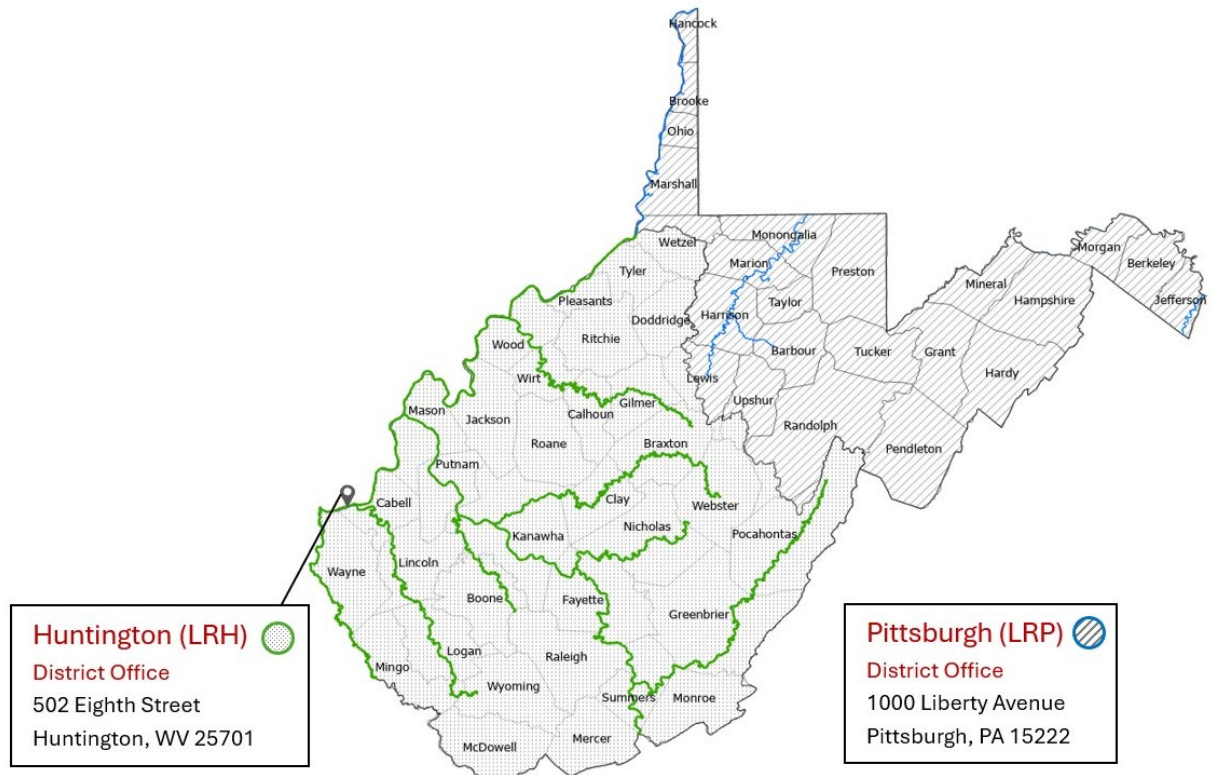 Hancock
Brooke
Ohio
Marshall
Wetzel
Monongalia
Morgan
Marion
Berkeley
Tyler
Preston
Mineral
Pleasants
Taylor
Hampshire
Jefferson
Doddridge
Harrison
Ritchie
Wood
Barbour
Tucker
Grant
Wirt
Lewis
Hardy
Gilmer
Upshur
Mason
Jackson
Calhoun
Randolph
Roane
Braxton
Pendleton
Putnam
Cabell
Clay
Webster
Nicholas
Kanawha
Pocahontas
Lincoln
Wayne
Boone
Fayette
Greenbrier
Logan
Raleigh
Mingo
Wyoming
Summers
Monroe
Mercer
McDowell
Huntington (LRH)
District Office
502 Eighth Street
Huntington, WV 25701
Pittsburgh (LRP)
District Office
1000 Liberty Avenue
Pittsburgh, PA 15222